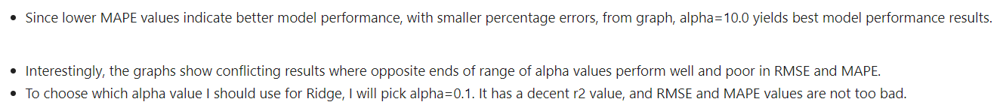 • Since lower MAPE values indicate better model performance, with smaller percentage errors, from graph, alpha=10.0 yields best model performance results.
• Interestingly, the graphs show conflicting results where opposite ends of range of alpha values perform well and poor in RMSE and MAPE.
• To choose which alpha value I should use for Ridge, I will pick alpha=0.1. It has a decent r2 value, and RMSE and MAPE values are not too bad.